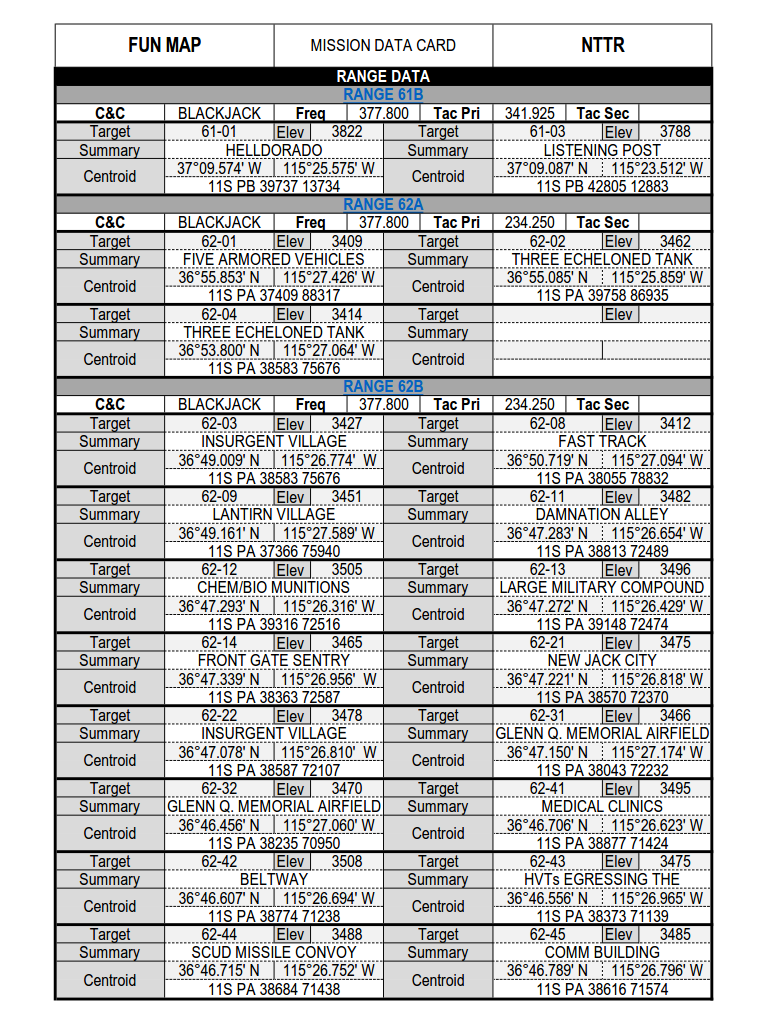 FUN MAP MISSION DATA CARD NTTR
RANGE DATA
RANGE 61B
C&C BLACKJACK Freq 377.800 Tac Pri 341.925 Tac Sec
Target 61-01 Elev 3822 Target 61-03 Elev 3788
Summary HELLDORADO Summary LISTENING POST
Centroid 37°09.574' W 115°25.575' W Centroid 37°09.087' N 115°23.512' W
11S PB 39737 13734 11S PB 42805 12883
RANGE 62A
C&C BLACKJACK Freq 377.800 Tac Pri 234.250 Tac Sec
Target 62-01 Elev 3409 Target 62-02 Elev 3462
Summary FIVE ARMORED VEHICLES Summary THREE ECHELONED TANK
Centroid 36°55.853' N 115°27.426' W Centroid 36°55.085' N 115°25.859' W
11S PA 37409 88317 11S PA 39758 86935
Target 62-04 Elev 3414 Target Elev
Summary THREE ECHELONED TANK Summary
Centroid 36°53.800' N 115°27.064' W Centroid
11S PA 38583 75676
RANGE 62B
C&C BLACKJACK Freq 377.800 Tac Pri 234.250 Tac Sec
Target 62-03 Elev 3427 Target 62-08 Elev 3412
Summary INSURGENT VILLAGE Summary FAST TRACK
Centroid 36°49.009' N 115°26.774' W Centroid 36°50.719' N 115°27.094' W
11S PA 38583 75676 11S PA 38055 78832
Target 62-09 Elev 3451 Target 62-11 Elev 3482
Summary LANTIRN VILLAGE Summary DAMNATION ALLEY
Centroid 36°49.161' N 115°27.589' W Centroid 36°47.283' N 115°26.654' W
11S PA 37366 75940 11S PA 38813 72489
Target 62-12 Elev 3505 Target 62-13 Elev 3496
Summary CHEM/BIO MUNITIONS Summary LARGE MILITARY COMPOUND
Centroid 36°47.293' N 115°26.316' W Centroid 36°47.272' N 115°26.429' W
11S PA 39316 72516 11S PA 39148 72474
Target 62-14 Elev 3465 Target 62-21 Elev 3475
Summary FRONT GATE SENTRY Summary NEW JACK CITY
Centroid 36°47.339' N 115°26.956' W Centroid 36°47.221' N 115°26.818' W
11S PA 38363 72587 11S PA 38570 72370
Target 62-22 Elev 3478 Target 62-31 Elev 3466
Summary INSURGENT VILLAGE Summary GLENN Q. MEMORIAL AIRFIELD
Centroid 36°47.078' N 115°26.810' W Centroid 36°47.150' N 115°27.174' W
11S PA 38587 72107 11S PA 38043 72232
Target 62-32 Elev 3470 Target 62-41 Elev 3495
Summary GLENN Q. MEMORIAL AIRFIELD Summary MEDICAL CLINICS
Centroid 36°46.456' N 115°27.060' W Centroid 36°46.706' N 115°26.623' W
11S PA 38235 70950 11S PA 38877 71424
Target 62-42 Elev 3508 Target 62-43 Elev 3475
Summary BELTWAY Summary HVTs EGRESSING THE
Centroid 36°46.607' N 115°26.694' W Centroid 36°46.556' N 115°26.965' W
11S PA 38774 71238 11S PA 38373 71139
Target 62-44 Elev 3488 Target 62-45 Elev 3485
Summary SCUD MISSILE CONVOY Summary COMM BUILDING
Centroid 36°46.715' N 115°26.752' W Centroid 36°46.789' N 115°26.796' W
11S PA 38684 71438 11S PA 38616 71574